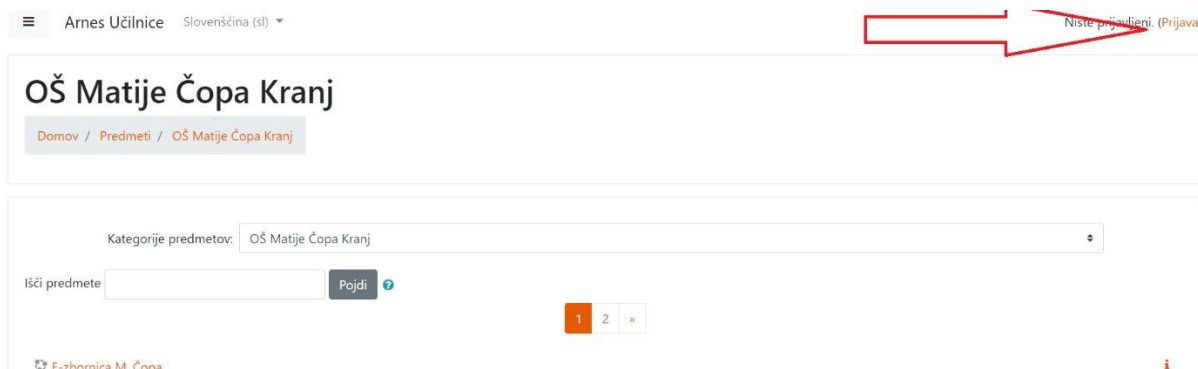 Arnes Učilnice Slovenščina (sl)
Niste prijavljeni. (Prijava
OŠ Matije Čopa Kranj
Domov / Predmeti / OŠ Matije Čopa Kranj
Kategorije predmetov: OŠ Matije Čopa Kranj
Išči predmete Pojdi
1 2 »
E-zbornica M. Čopa